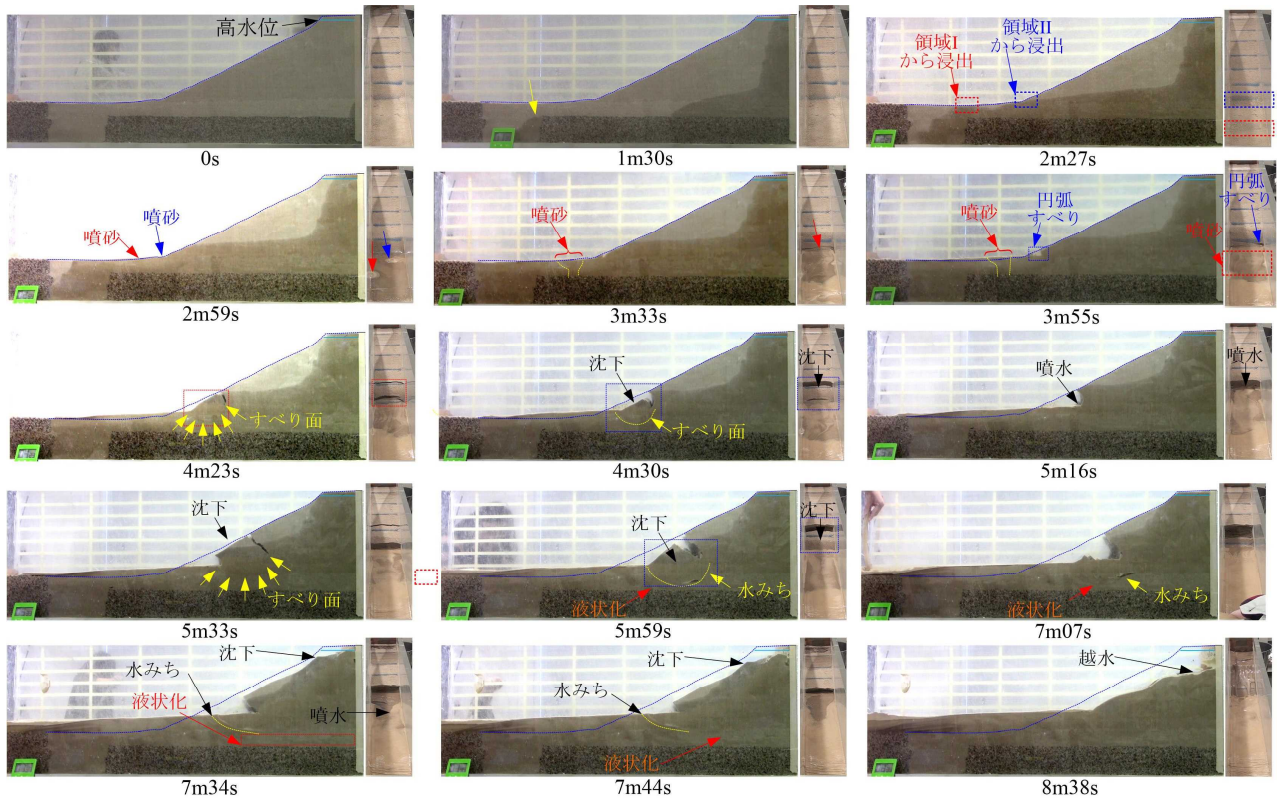 高水位
0s
1m30s
領域I
から浸出
領域II
から浸出
2m27s
噴砂
噴砂
2m59s
噴砂
3m33s
噴砂
円弧
すべり
円弧
すべり
噴砂
3m55s
すべり面
4m23s
沈下
すべり面
沈下
4m30s
噴水
噴水
5m16s
沈下
すべり面
5m33s
沈下
水みち
液状化
沈下
5m59s
液状化
水みち
7m07s
沈下
水みち
液状化
噴水
7m34s
沈下
水みち
液状化
7m44s
越水
8m38s